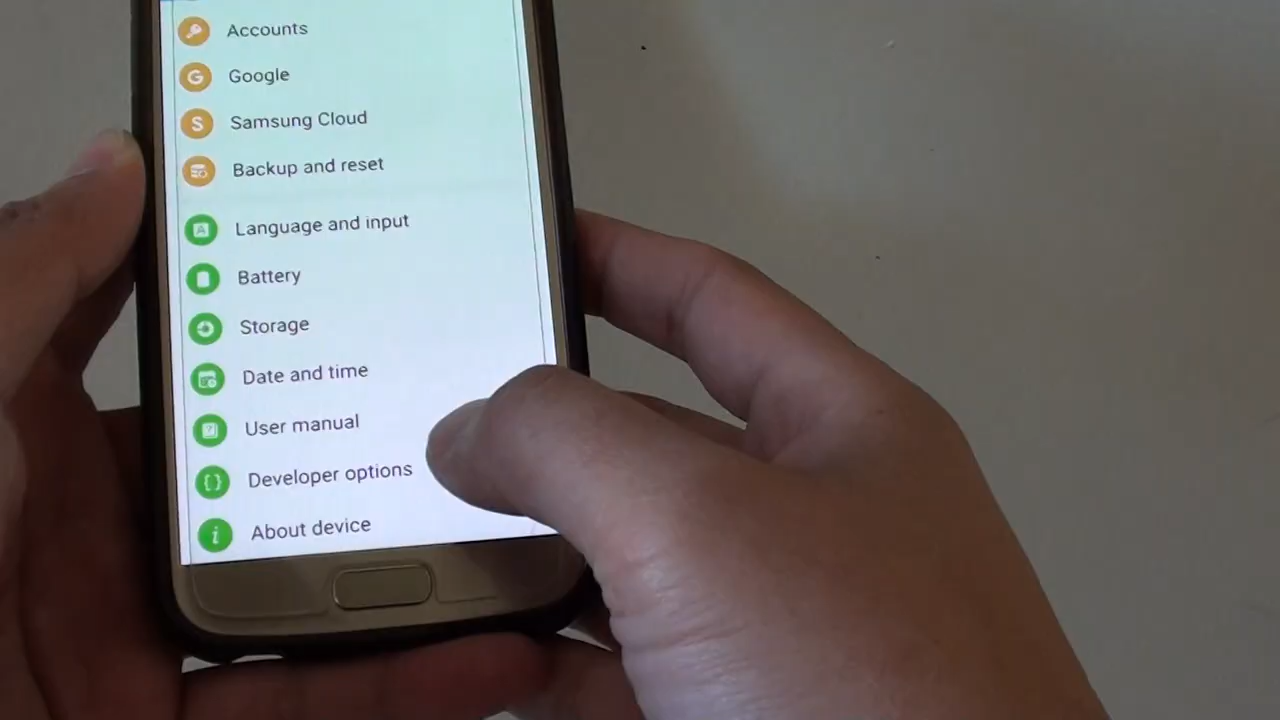 Accounts
Google
Samsung Cloud
Backup and reset
Language and input
Battery
Storage
Date and time
User manual
Developer options
About device